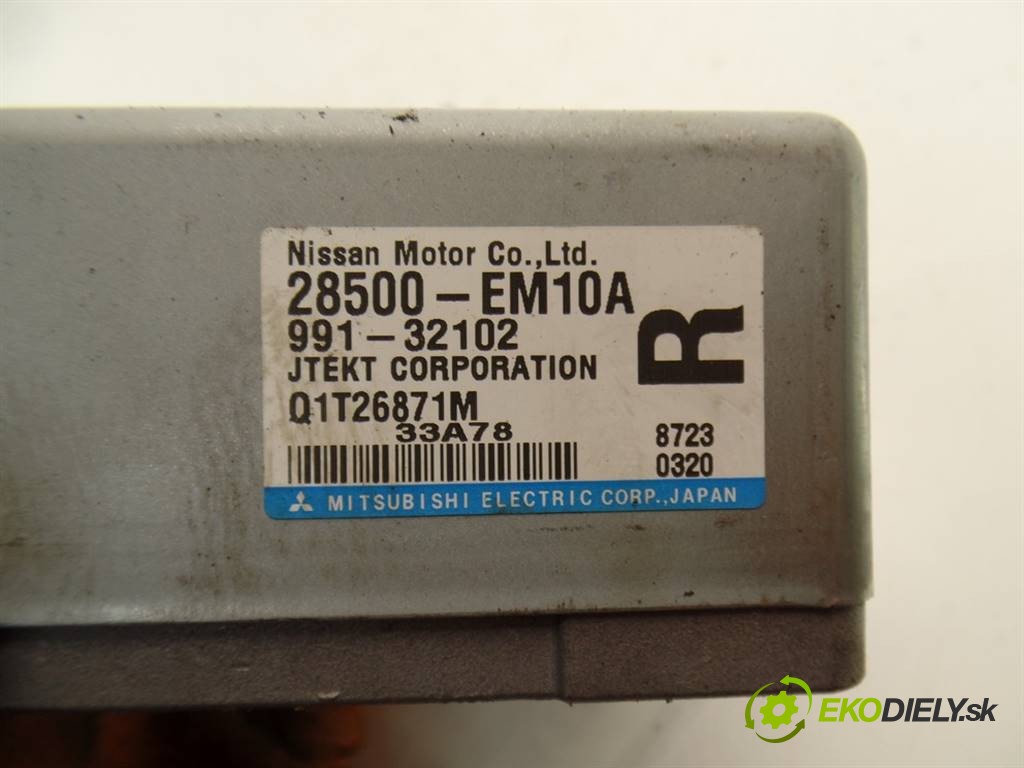 Nissan Motor Co.,Ltd.
28500-EM10A
991-32102
JTEKT CORPORATION
R
Q1T26871M
33A78
8723
0320
MITSUBISHI ELECTRIC CORP.,JAPAN
EKODIELY.sk